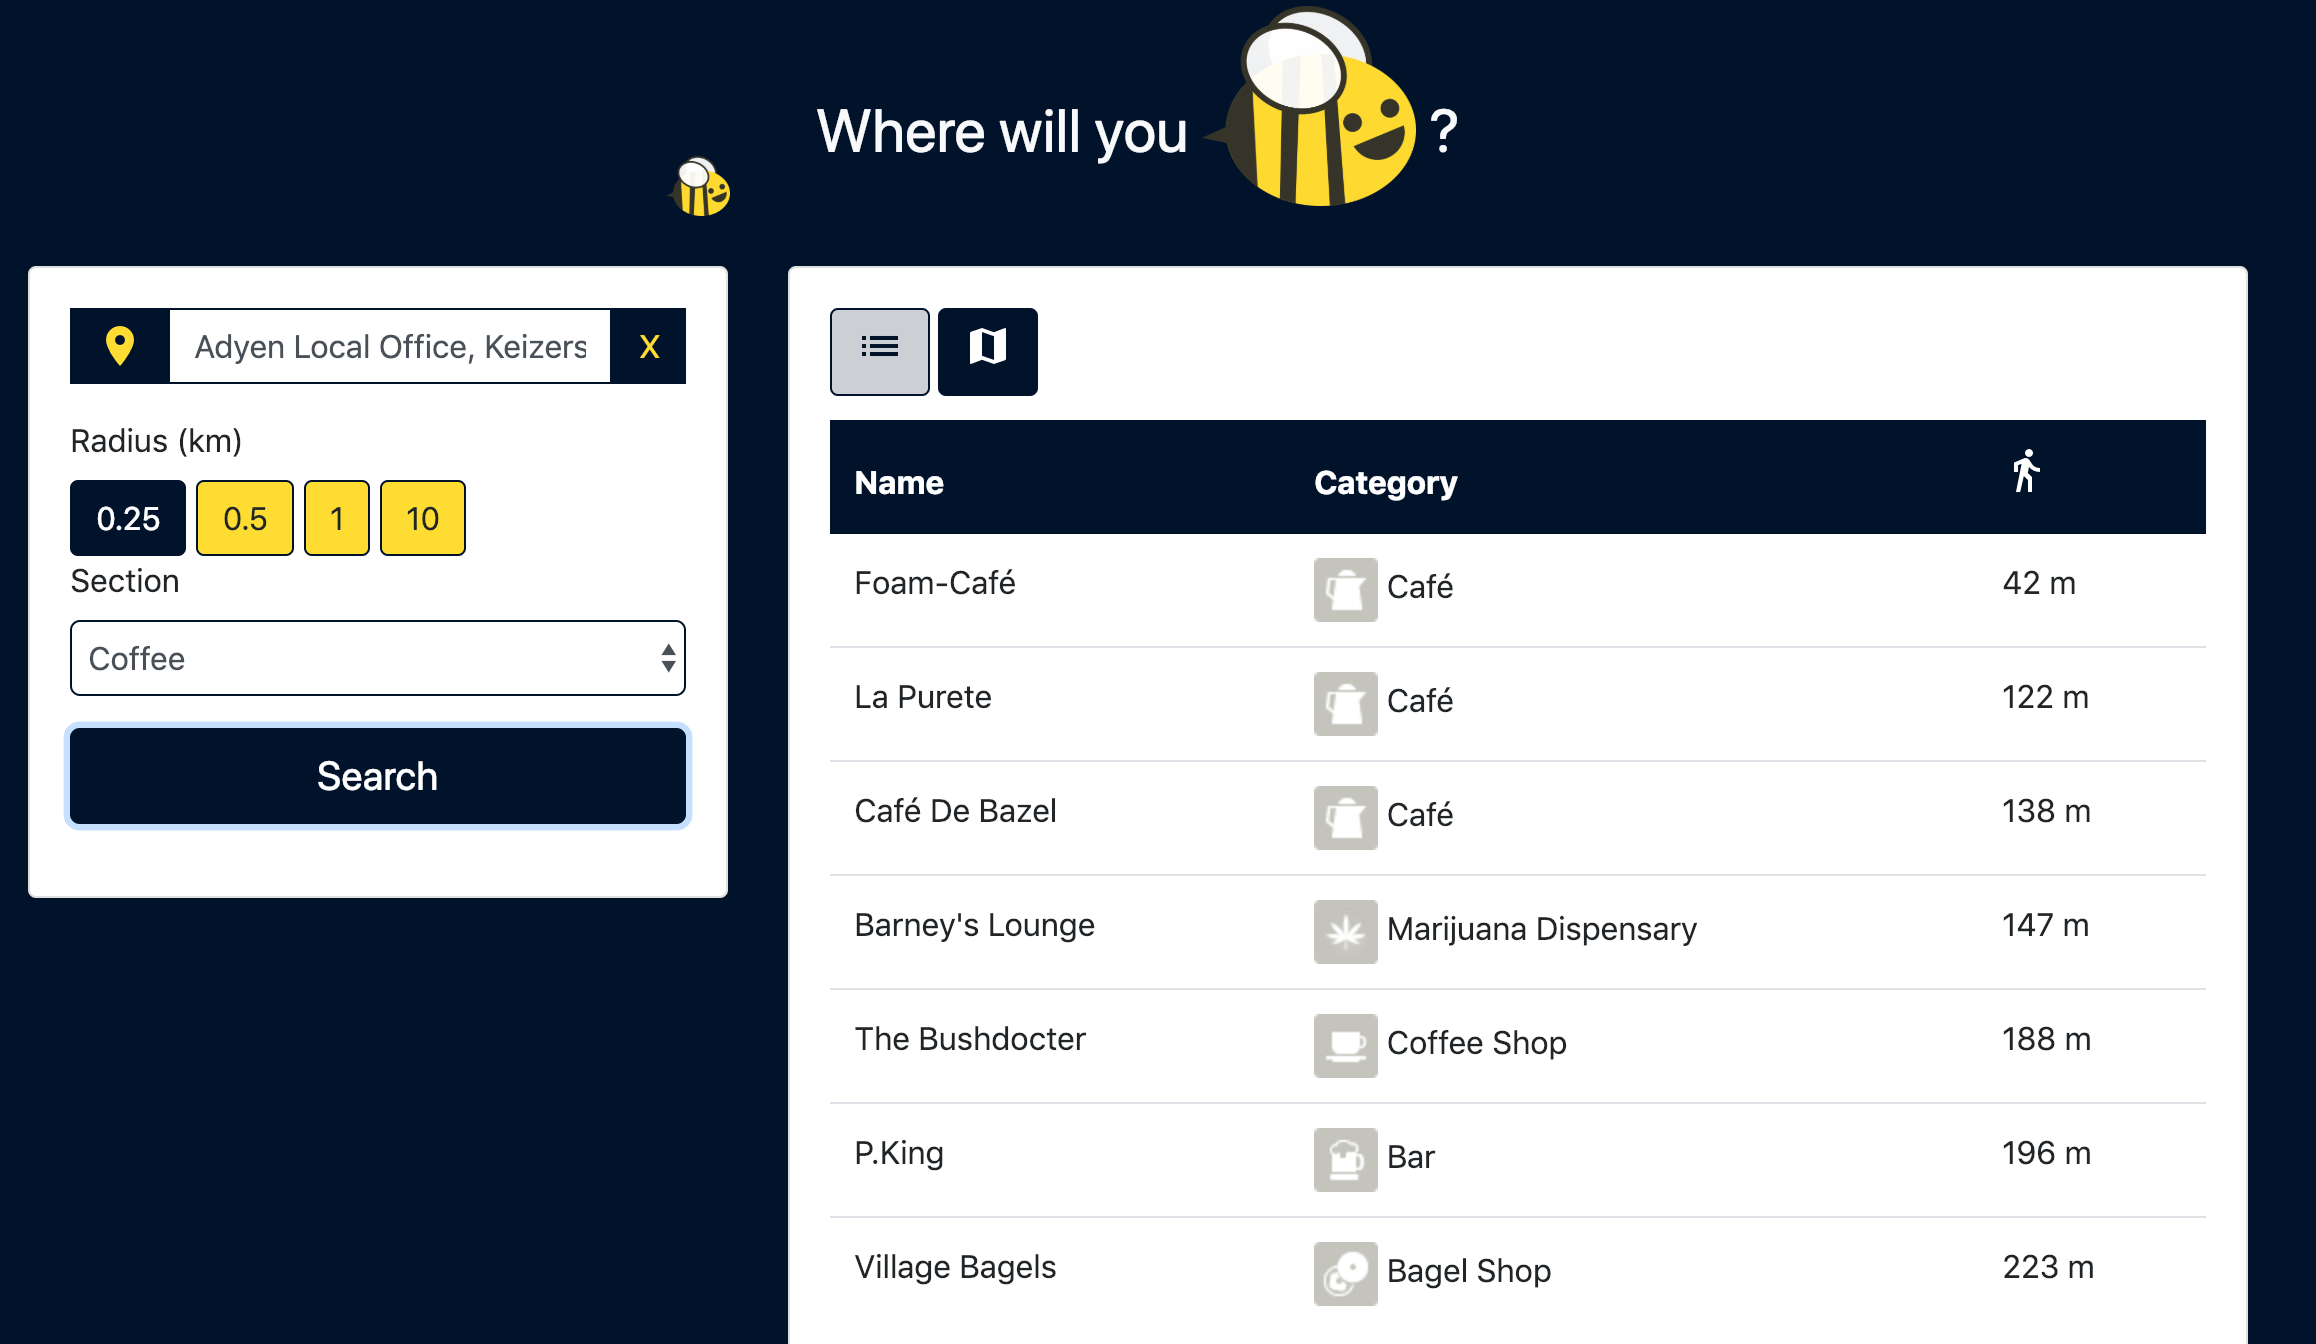 Where will you ?
Adyen Local Office, Keizers
X
Radius (km)
0.25 0.5 1 10
Section
Coffee
Search
Name Category
Foam-Café Café 42 m
La Purete Café 122 m
Café De Bazel Café 138 m
Barney's Lounge Marijuana Dispensary 147 m
The Bushdocter Coffee Shop 188 m
P.King Bar 196 m
Village Bagels Bagel Shop 223 m